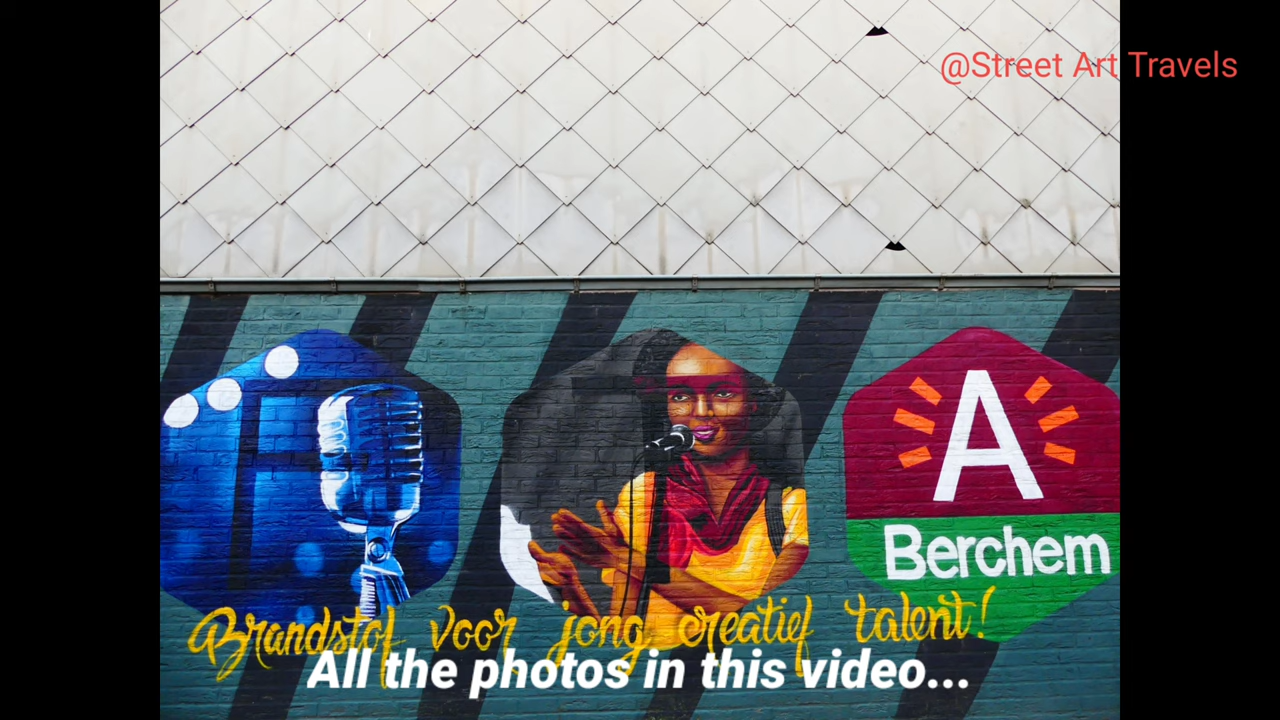 @Street Art Travels
A
Berchem
Brandstof voor jong creatief talent!
All the photos in this video...